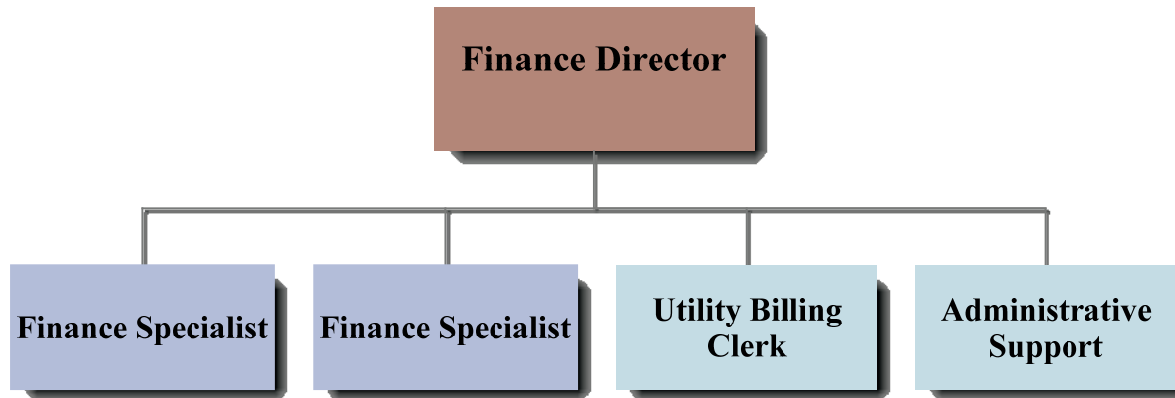 Finance Director
Finance Specialist
Finance Specialist
Utility Billing
Clerk
Administrative
Support